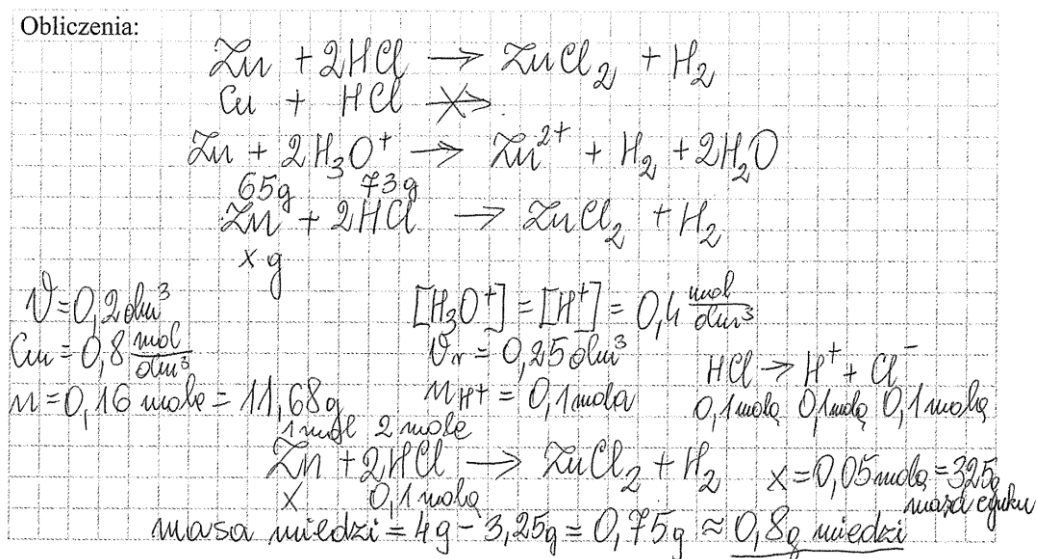 Obliczenia:
Zn + 2HCl → ZnCl₂ + H₂
Cu + HCl ↛
Zn + 2H₃O⁺ → Zn²⁺ + H₂ + 2H₂O
65g 73g
Zn + 2HCl → ZnCl₂ + H₂
x g
V = 0,2 dm³ [H₃O⁺] = [H⁺] = 0,4 mol/dm³
Cm = 0,8 mol/dm³ Vr = 0,25 dm³ HCl → H⁺ + Cl⁻
n = 0,16 mola = 11,68g nH+ = 0,1 mola 0,1 mola 0,1 mola 0,1 mola
1 mol 2 mole
Zn + 2HCl → ZnCl₂ + H₂ x = 0,05 mola = 325g
x 0,1 mola masa cynku
masa miedzi = 4g - 3,25g = 0,75g ≈ 0,8g miedzi